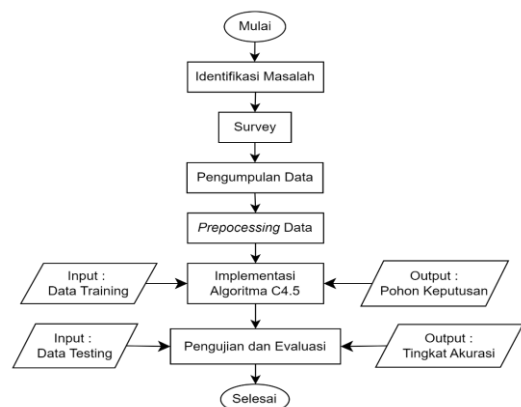 Mulai
Identifikasi Masalah
Survey
Pengumpulan Data
Prepocessing Data
Input :
Data Training
Implementasi
Algoritma C4.5
Output :
Pohon Keputusan
Input :
Data Testing
Pengujian dan Evaluasi
Output :
Tingkat Akurasi
Selesai